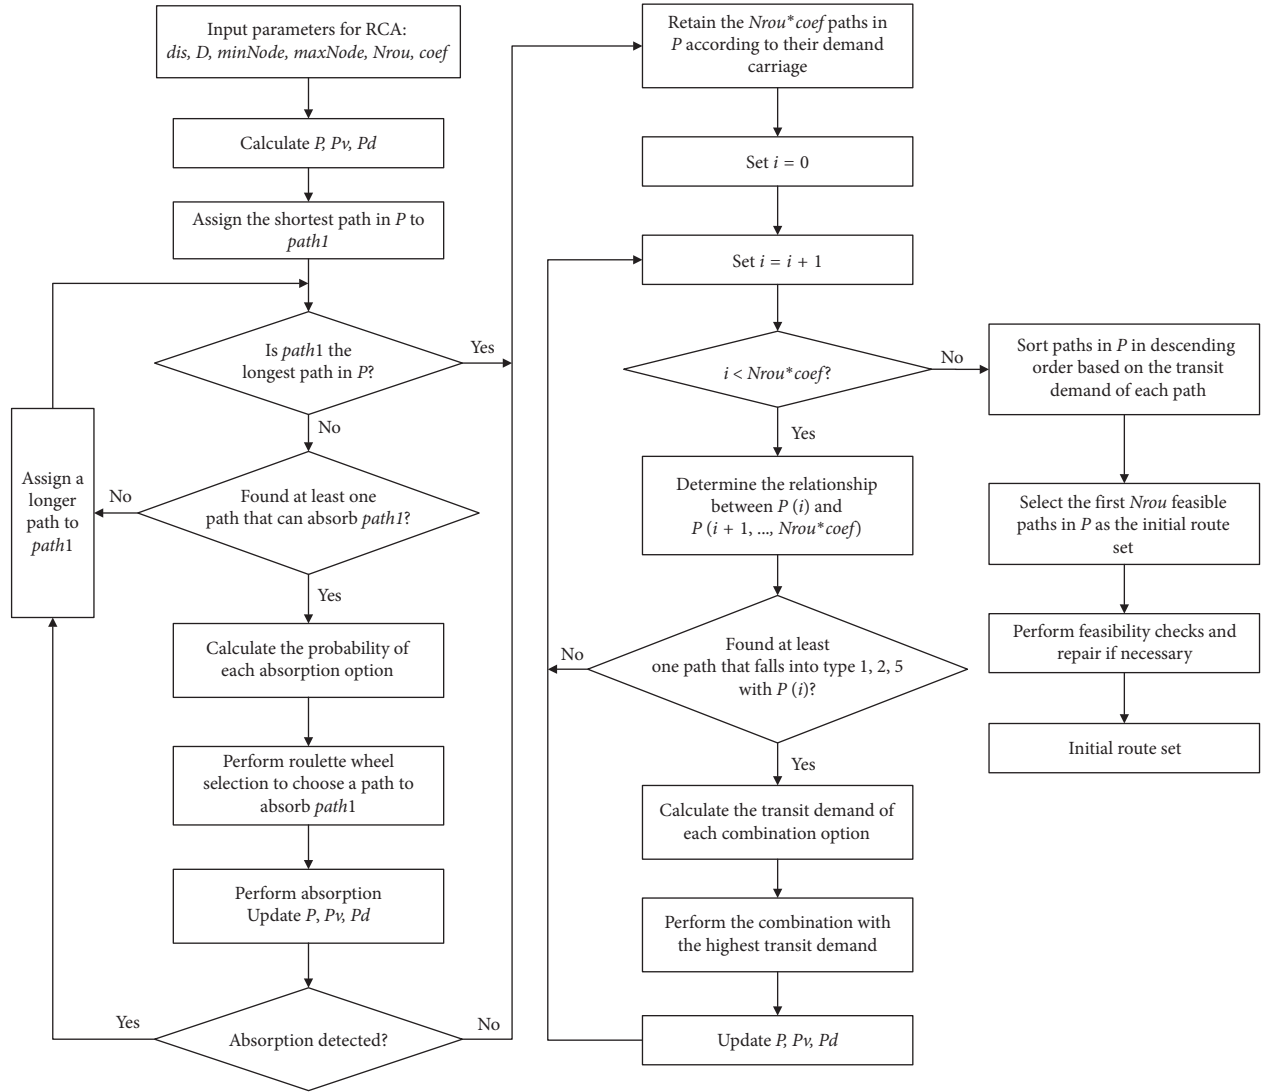 Input parameters for RCA:
dis, D, minNode, maxNode, Nrou, coef
Calculate P, Pv, Pd
Assign the shortest path in P to
path1
Is path1 the
longest path in P?
Yes
No
Found at least one
path that can absorb path1?
No
Assign a
longer
path to
path1
Yes
Calculate the probability of
each absorption option
Perform roulette wheel
selection to choose a path to
absorb path1
Perform absorption
Update P, Pv, Pd
Absorption detected?
Yes
No
Retain the Nrou*coef paths in
P according to their demand
carriage
Set i = 0
Set i = i + 1
i < Nrou*coef?
No
Yes
Determine the relationship
between P (i) and
P (i + 1, ..., Nrou*coef)
Found at least
one path that falls into type 1, 2, 5
with P (i)?
No
Yes
Calculate the transit demand of
each combination option
Perform the combination with
the highest transit demand
Update P, Pv, Pd
Sort paths in P in descending
order based on the transit
demand of each path
Select the first Nrou feasible
paths in P as the initial route
set
Perform feasibility checks and
repair if necessary
Initial route set